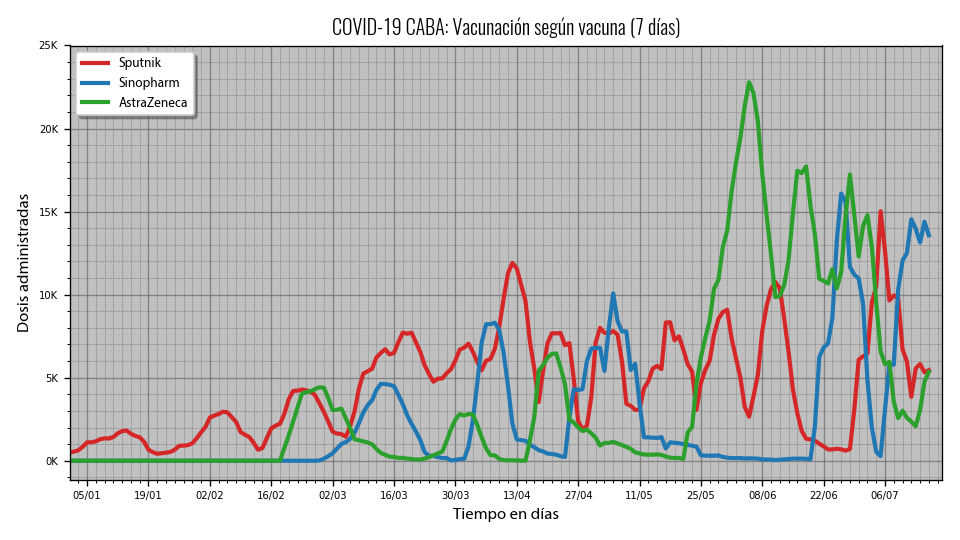 COVID-19 CABA: Vacunación según vacuna (7 días)
25K
Sputnik
Sinopharm
AstraZeneca
20K
15K
10K
5K
0K
Dosis administradas
05/01 19/01 02/02 16/02 02/03 16/03 30/03 13/04 27/04 11/05 25/05 08/06 22/06 06/07
Tiempo en días